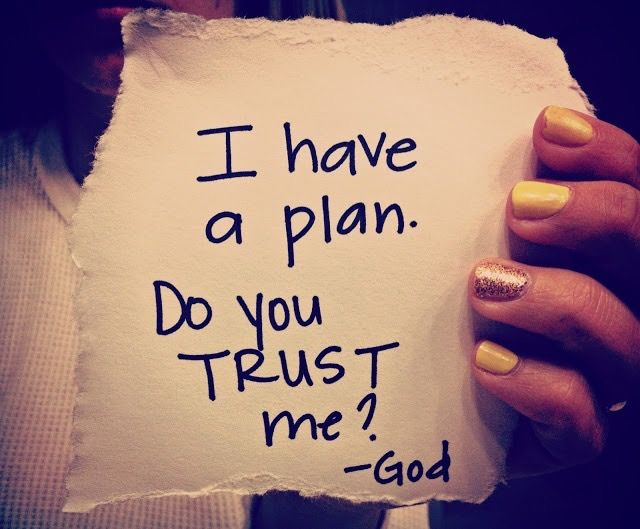 I have
a plan.
Do you
TRUST
me?
-God